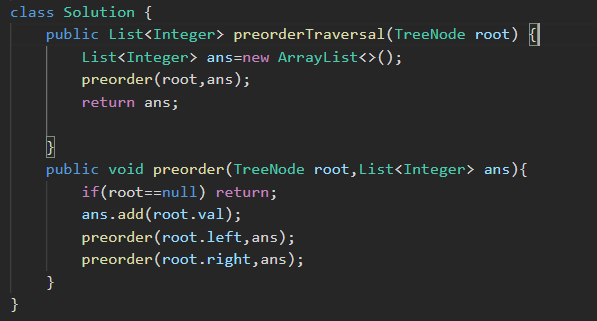 class Solution {
    public List<Integer> preorderTraversal(TreeNode root) {
        List<Integer> ans=new ArrayList<>();
        preorder(root,ans);
        return ans;

    }
    public void preorder(TreeNode root,List<Integer> ans){
        if(root==null) return;
        ans.add(root.val);
        preorder(root.left,ans);
        preorder(root.right,ans);
    }
}